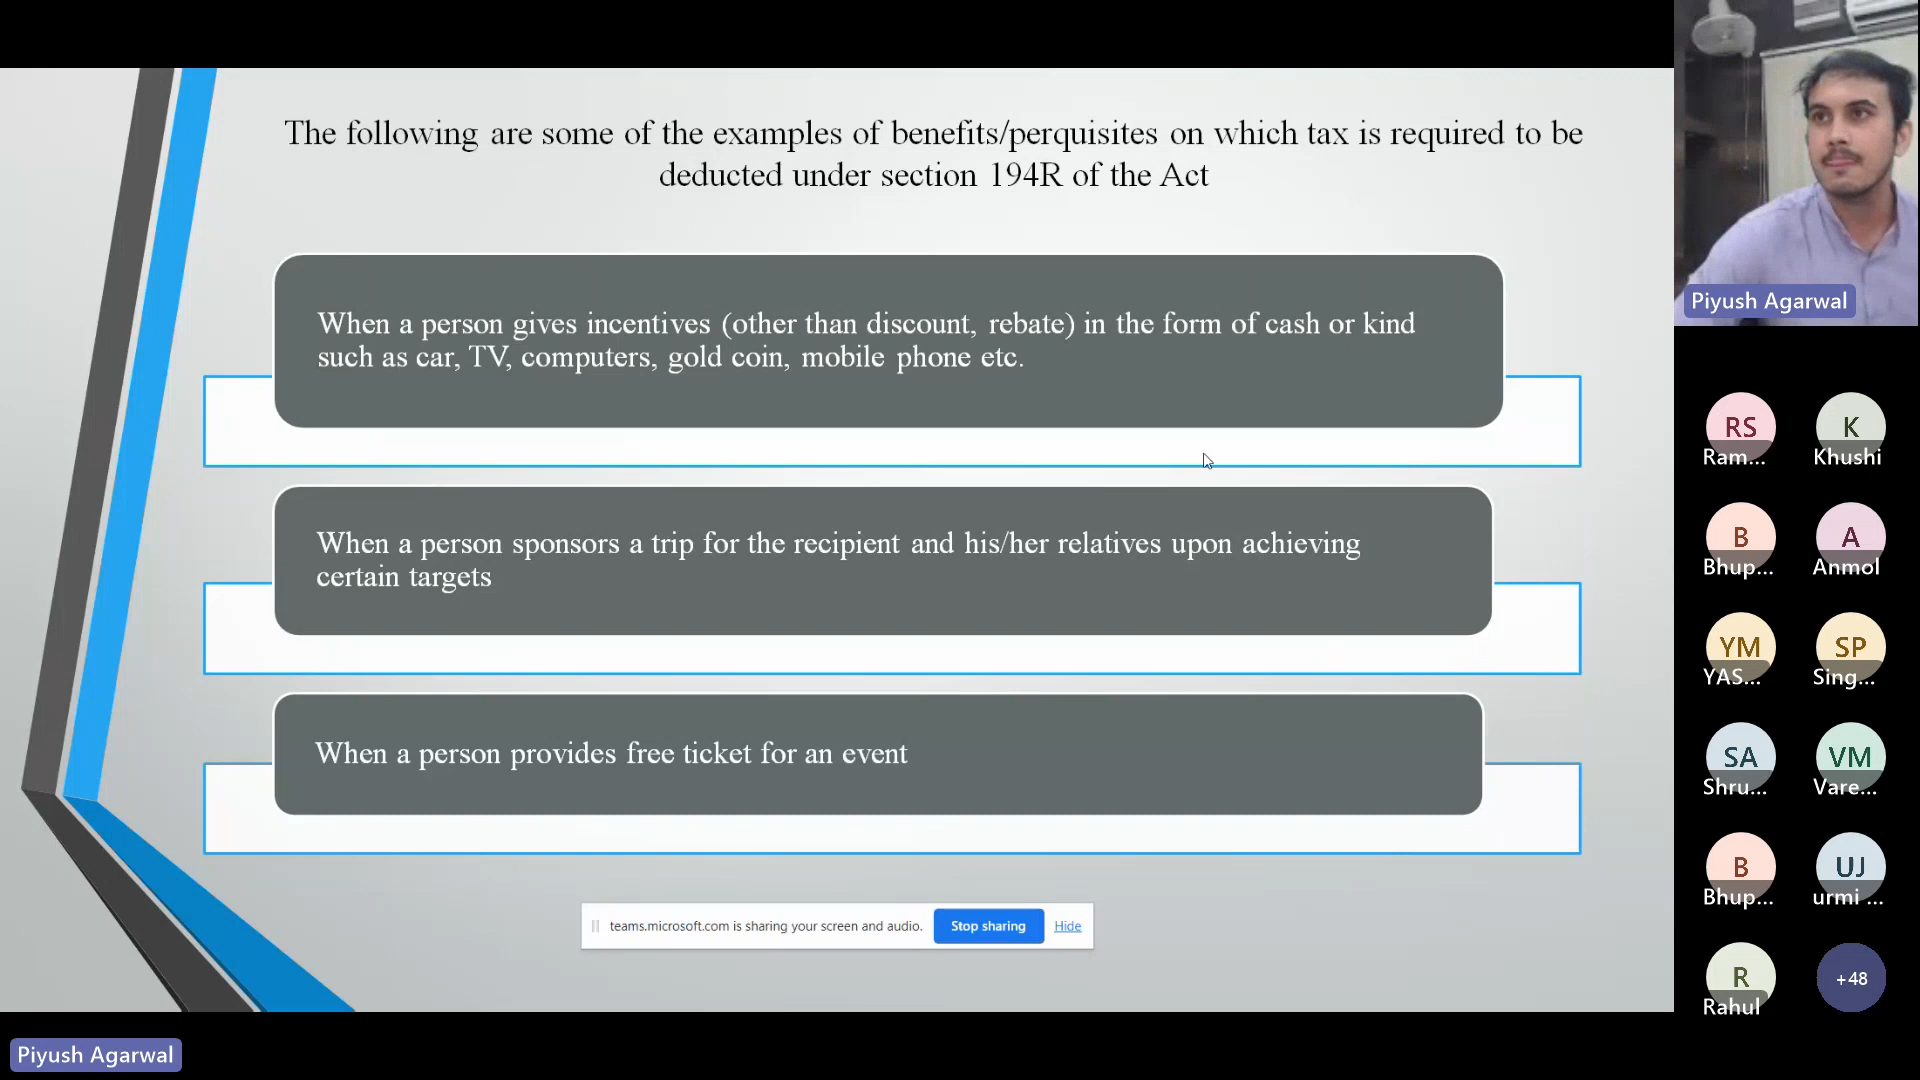 The following are some of the examples of benefits/perquisites on which tax is required to be
deducted under section 194R of the Act
When a person gives incentives (other than discount, rebate) in the form of cash or kind
such as car, TV, computers, gold coin, mobile phone etc.
When a person sponsors a trip for the recipient and his/her relatives upon achieving
certain targets
When a person provides free ticket for an event
teams.microsoft.com is sharing your screen and audio. Stop sharing Hide
Piyush Agarwal
Piyush Agarwal
RS K
Ram... Khushi
B A
Bhup... Anmol
YM SP
YAS... Sing...
SA VM
Shru... Vare...
B UJ
Bhup... urmi ...
R +48
Rahul